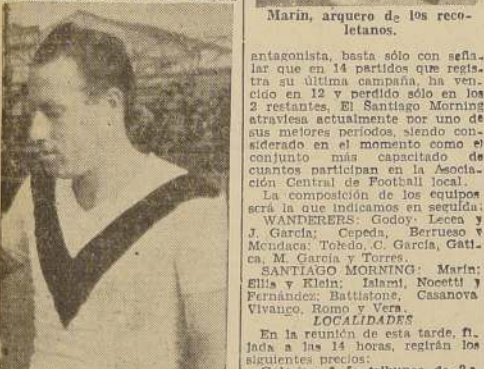 Marín, arquero de los reco-
letanos.
antagonista, basta sólo con seña-
lar que en 14 partidos que regis-
tra su última campaña, ha ven-
cido en 12 y perdido sólo en los
2 restantes, El Santiago Morning
atraviesa actualmente por uno de
sus mejores períodos, siendo con-
siderado en el momento como el
conjunto más capacitado de
cuantos participan en la Asocia-
ción Central de Football local.
La composición de los equipos
será la que indicamos en seguida:
WANDERERS: Godoy· Lecea y
J. García; Cepeda, Berrueso y
Mondaca; Toledo, C. García, Gáti-
ca, M. García y Torres.
SANTIAGO MORNING: Marín;
Ellis y Klein; Islami, Nocetti y
Fernández; Battistone, Casanova
Vivanco, Romo y Vera.
LOCALIDADES
En la reunión de esta tarde, fi-
jada a las 14 horas, regirán los
siguientes precios: